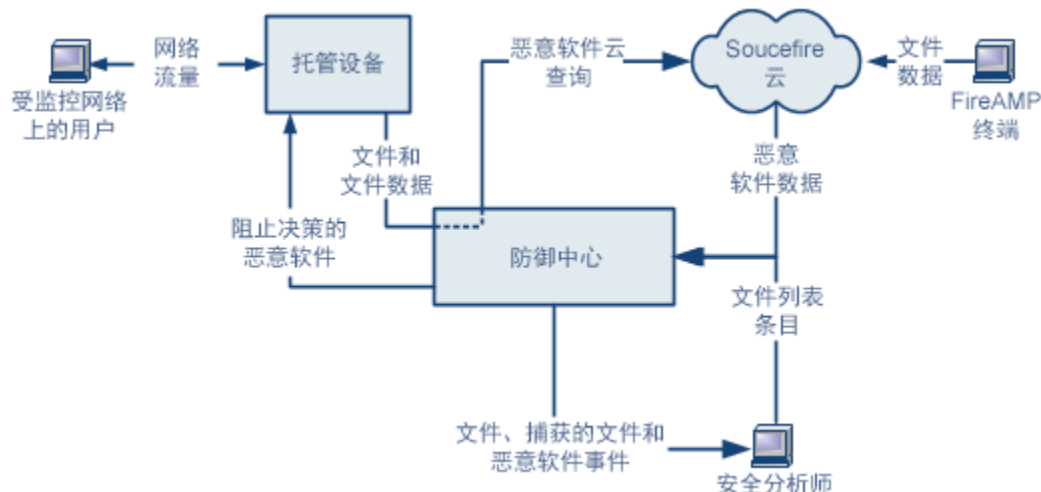 网络
流量
托管设备
恶意软件云
查询
Soucefire
云
文件
数据
受监控网络
上的用户
FireAMP
终端
文件和
文件数据
恶意
软件数据
阻止决策的
恶意软件
防御中心
文件列表
条目
文件、捕获的文件和
恶意软件事件
安全分析师